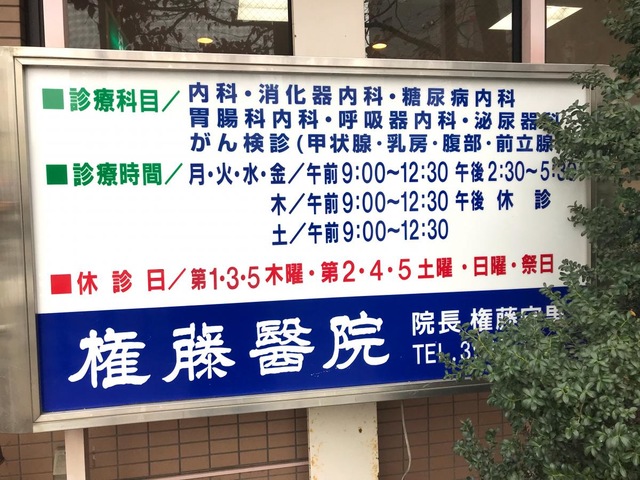 ■診療科目／内科・消化器内科・糖尿病内科
胃腸科内科・呼吸器内科・泌尿器科
がん検診(甲状腺・乳房・腹部・前立腺
■診療時間／月・火・水・金／午前9:00〜12:30 午後2:30〜5:30
木／午前9:00〜12:30 午後 休 診
土／午前9:00〜12:30
■休 診 日／第1・3・5木曜・第2・4・5土曜・日曜・祭日
権藤醫院
院長 権藤
TEL.3